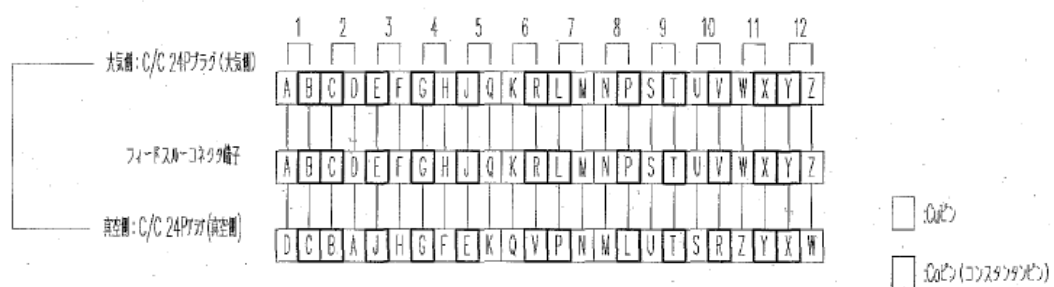 1 2 3 4 5 6 7 8 9 10 11 12
大気側:C/C 24Pプラグ(大気側)
A B C D E F G H J Q K R L M N P S T U V W X Y Z
フィードスルーコネクタ端子
A B C D E F G H J Q K R L M N P S T U V W X Y Z
真空側:C/C 24Pプラグ(真空側)
D C B A J H G F E K Q V P N M L U T S R Z Y X W
:Cuピン
:Coピン(コンスタンタンピン)